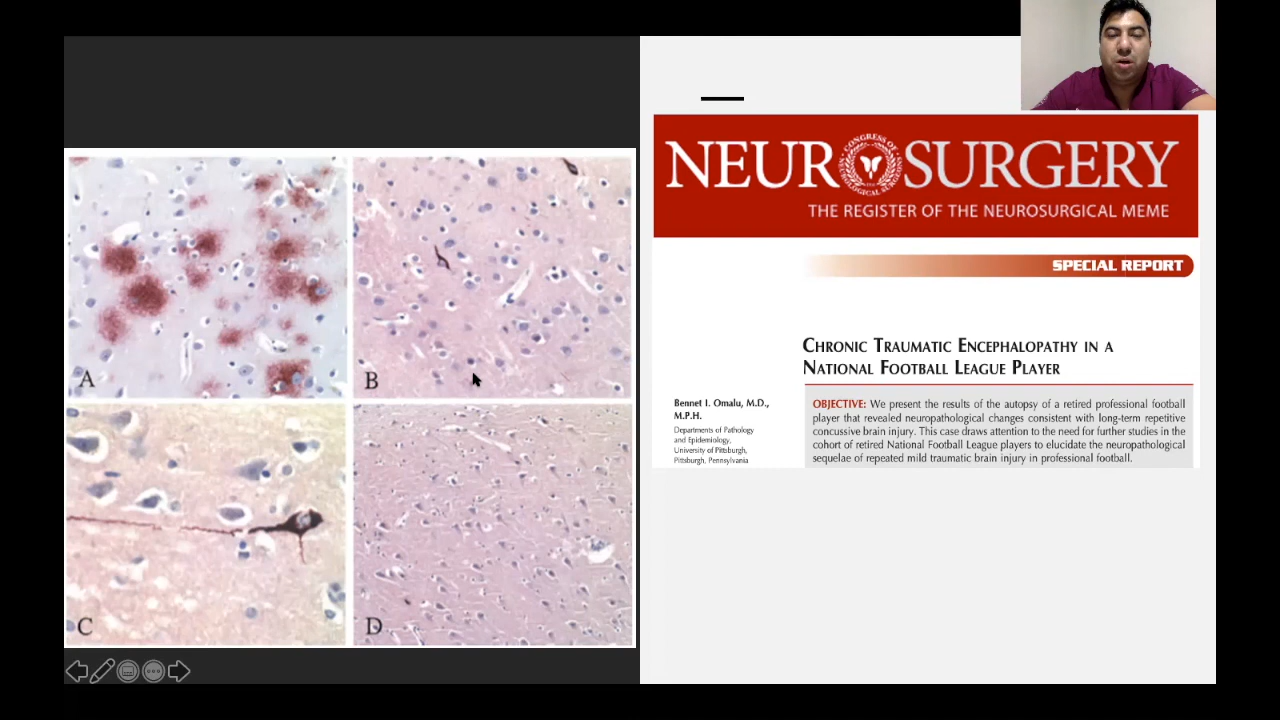 A
B
C
D
NEUROSURGERY
CONGRESS OF
NEUROLOGICAL SURGEONS
THE REGISTER OF THE NEUROSURGICAL MEME
SPECIAL REPORT
CHRONIC TRAUMATIC ENCEPHALOPATHY IN A
NATIONAL FOOTBALL LEAGUE PLAYER
Bennet I. Omalu, M.D.,
M.P.H.
Departments of Pathology
and Epidemiology,
University of Pittsburgh,
Pittsburgh, Pennsylvania
OBJECTIVE: We present the results of the autopsy of a retired professional football
player that revealed neuropathological changes consistent with long-term repetitive
concussive brain injury. This case draws attention to the need for further studies in the
cohort of retired National Football League players to elucidate the neuropathological
sequelae of repeated mild traumatic brain injury in professional football.